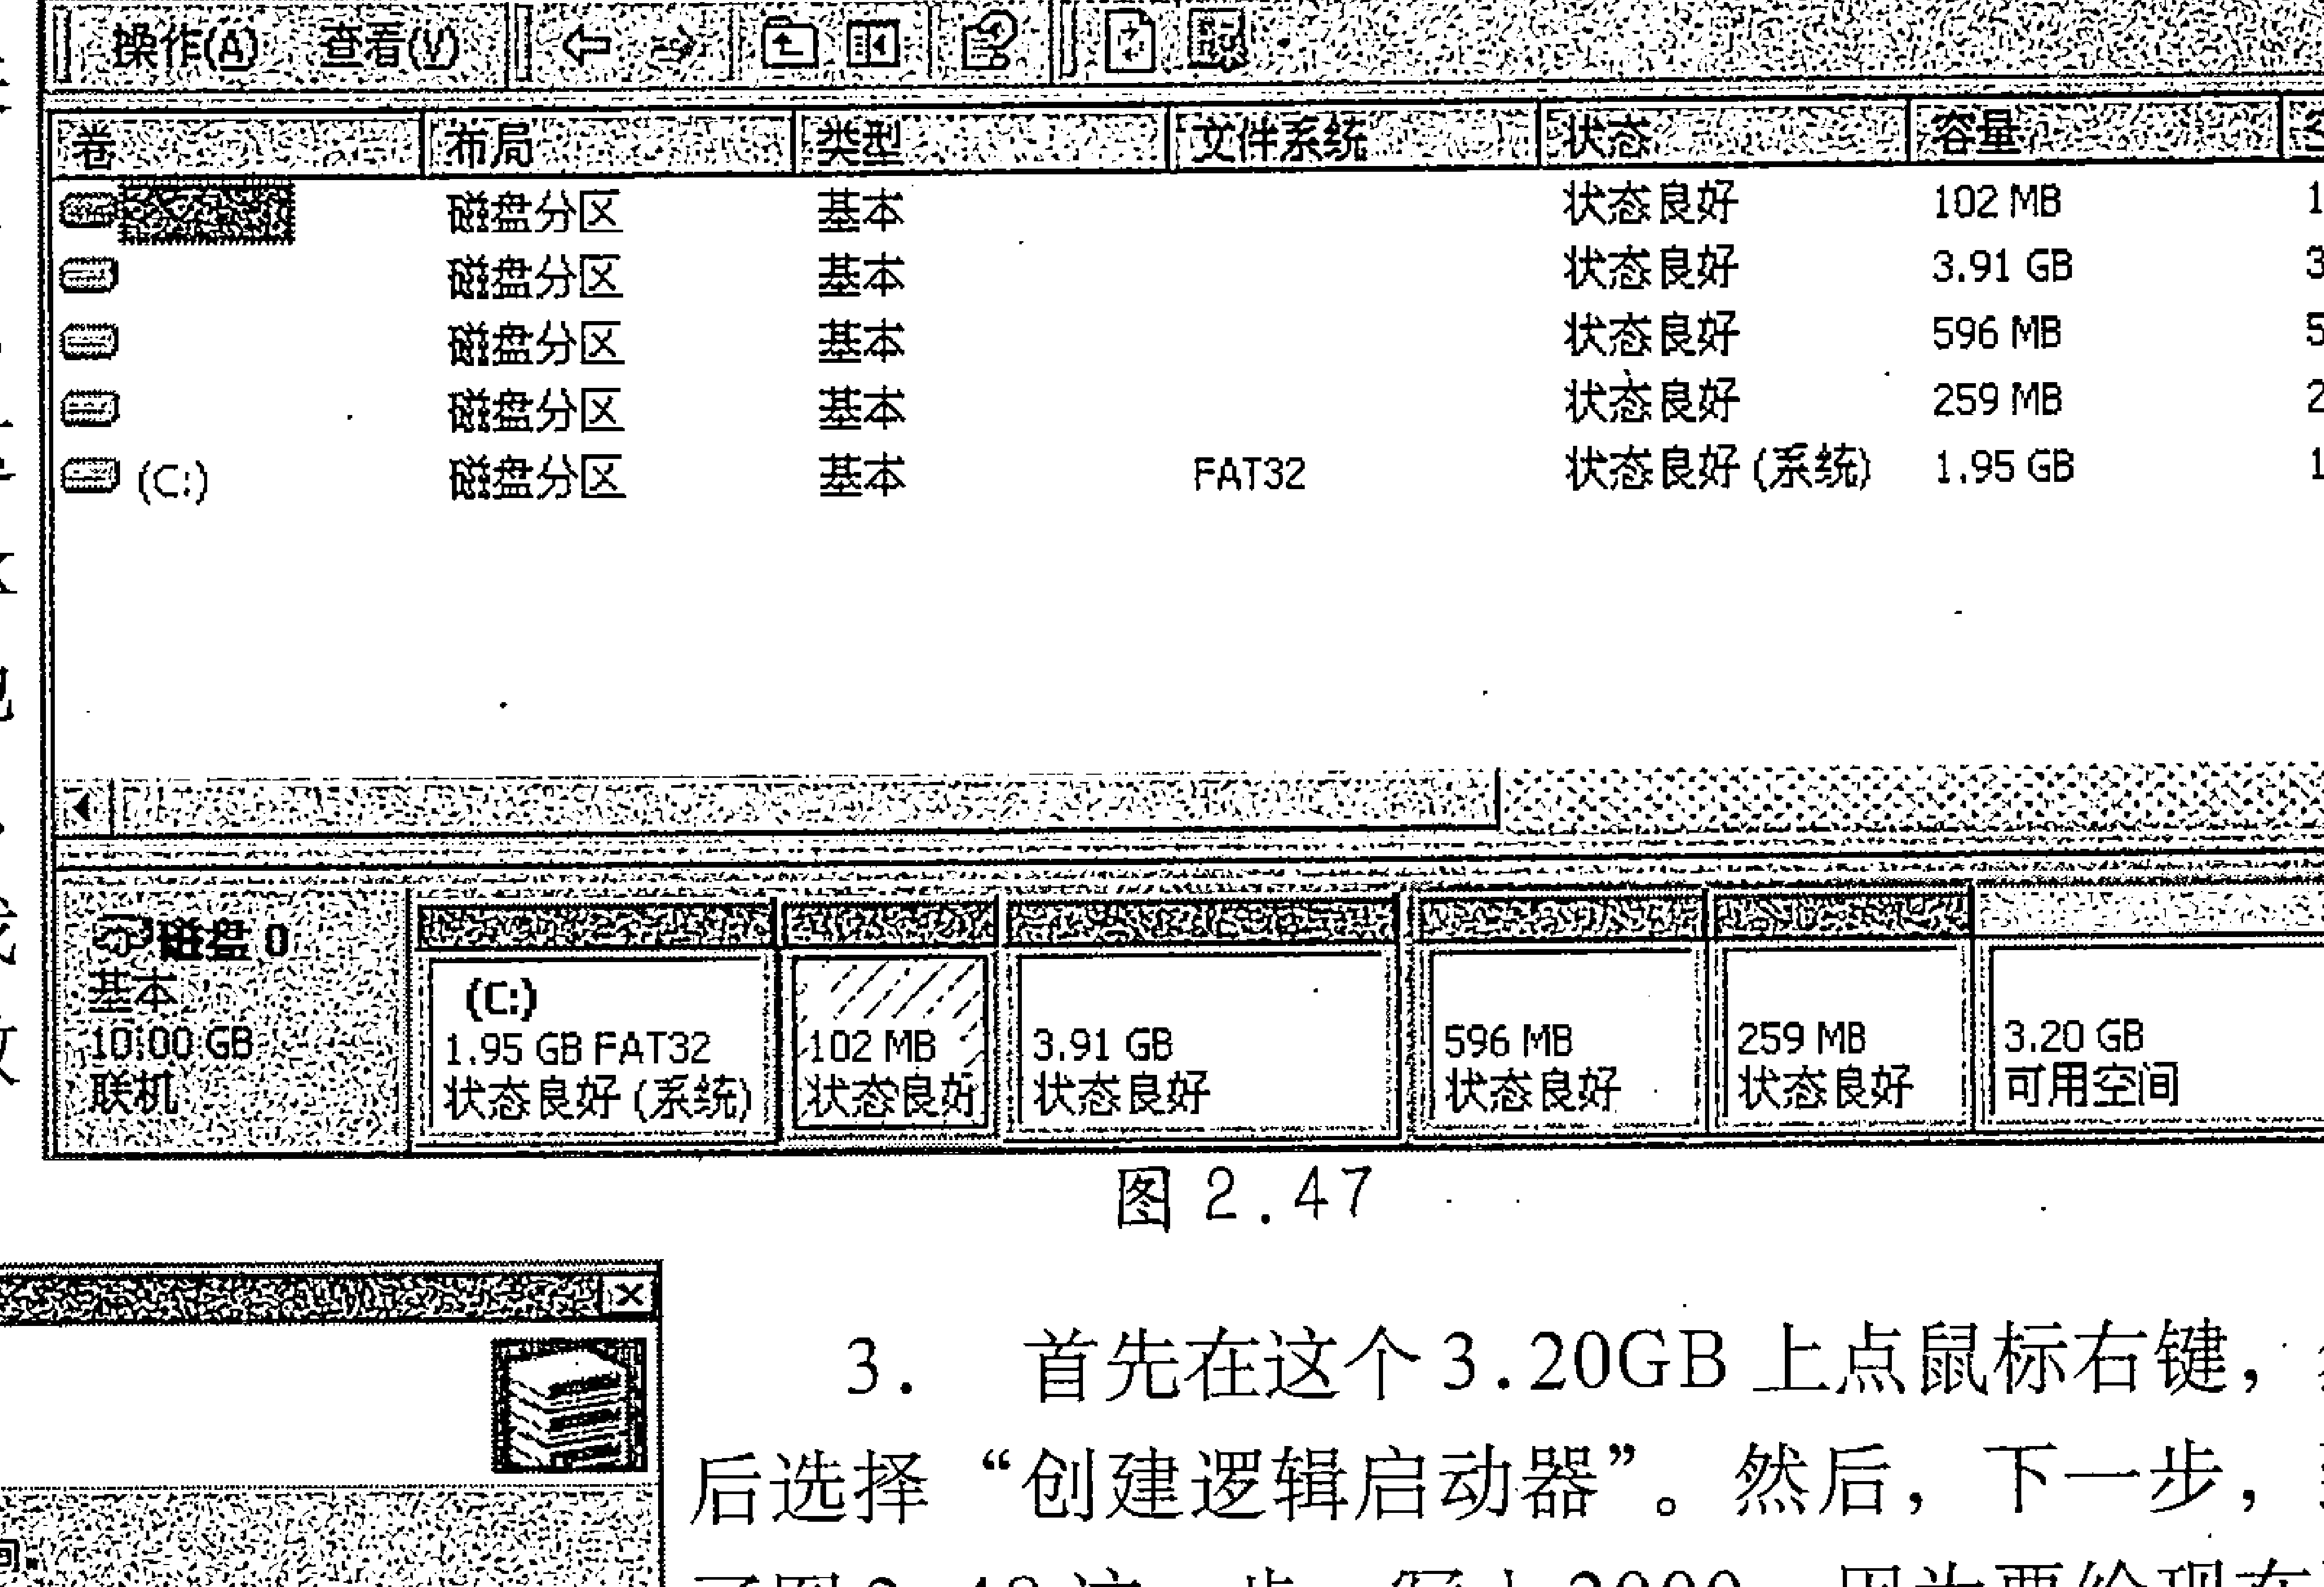 操作(A) 查看(V)
卷 布局 类型 文件系统 状态 容量
磁盘分区 基本 状态良好 102 MB
磁盘分区 基本 状态良好 3.91 GB
磁盘分区 基本 状态良好 596 MB
磁盘分区 基本 状态良好 259 MB
(C:) 磁盘分区 基本 FAT32 状态良好 (系统) 1.95 GB
磁盘 0
基本
10.00 GB
联机
(C:)
1.95 GB FAT32
状态良好 (系统)
102 MB
状态良好
3.91 GB
状态良好
596 MB
状态良好
259 MB
状态良好
3.20 GB
可用空间
图 2.47
3. 首先在这个3.20GB 上点鼠标右键，
后选择 “创建逻辑启动器”。然后，下一步，